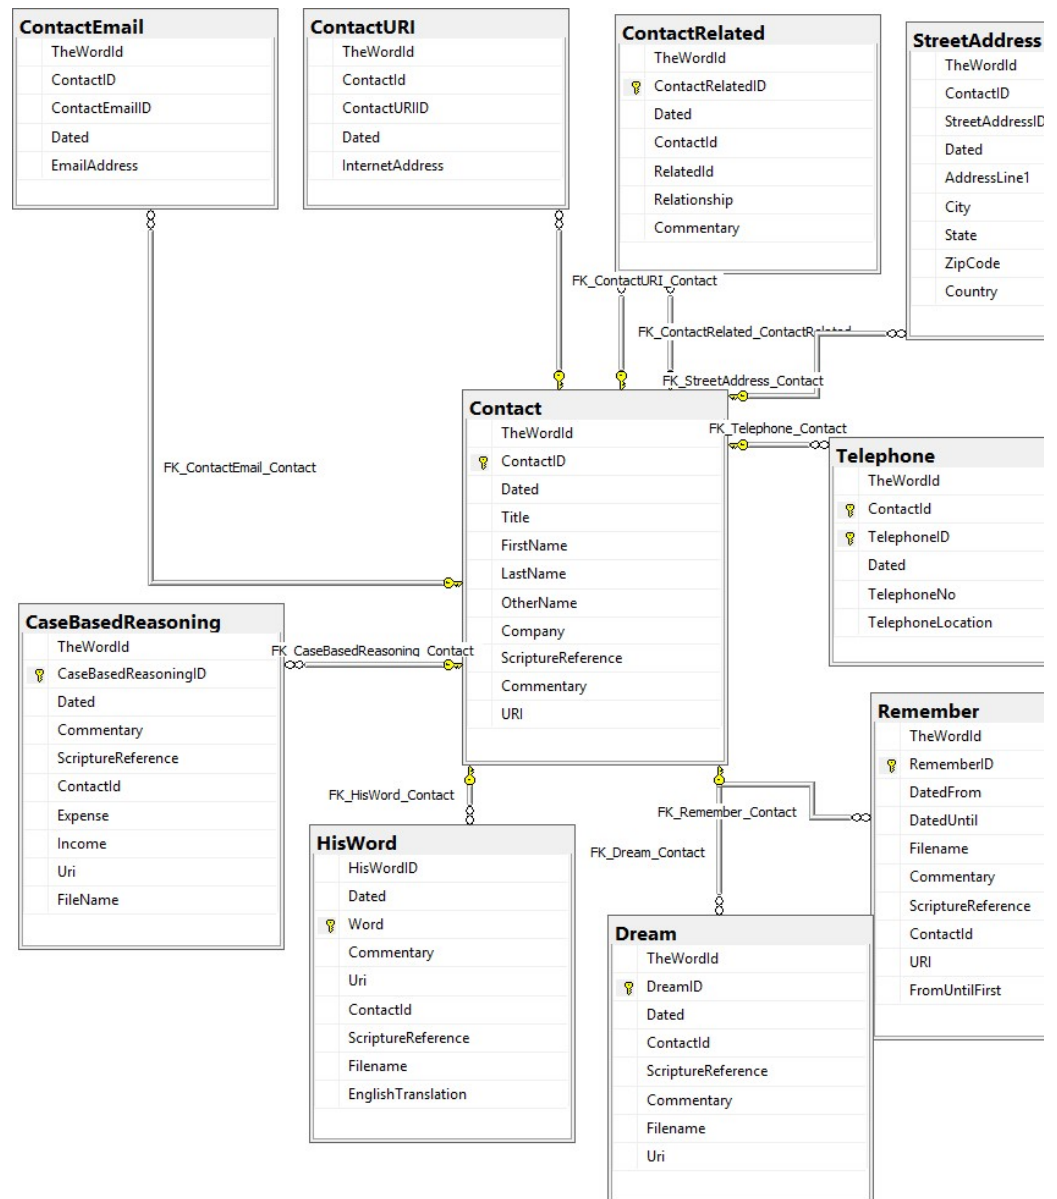 ContactEmail
TheWordId
ContactID
ContactEmailID
Dated
EmailAddress
ContactURI
TheWordId
ContactId
ContactURIID
Dated
InternetAddress
ContactRelated
TheWordId
ContactRelatedID
Dated
ContactId
RelatedId
Relationship
Commentary
StreetAddress
TheWordId
ContactID
StreetAddressID
Dated
AddressLine1
City
State
ZipCode
Country
FK_ContactURI_Contact
FK_ContactRelated_ContactRelated
FK_StreetAddress_Contact
FK_Telephone_Contact
FK_ContactEmail_Contact
Contact
TheWordId
ContactID
Dated
Title
FirstName
LastName
OtherName
Company
ScriptureReference
Commentary
URI
Telephone
TheWordId
ContactId
TelephoneID
Dated
TelephoneNo
TelephoneLocation
CaseBasedReasoning
TheWordId
CaseBasedReasoningID
Dated
Commentary
ScriptureReference
ContactId
Expense
Income
Uri
FileName
FK_CaseBasedReasoning_Contact
FK_HisWord_Contact
FK_Remember_Contact
FK_Dream_Contact
Remember
TheWordId
RememberID
DatedFrom
DatedUntil
Filename
Commentary
ScriptureReference
ContactId
URI
FromUntilFirst
HisWord
HisWordID
Dated
Word
Commentary
Uri
ContactId
ScriptureReference
Filename
EnglishTranslation
Dream
TheWordId
DreamID
Dated
ContactId
ScriptureReference
Commentary
Filename
Uri